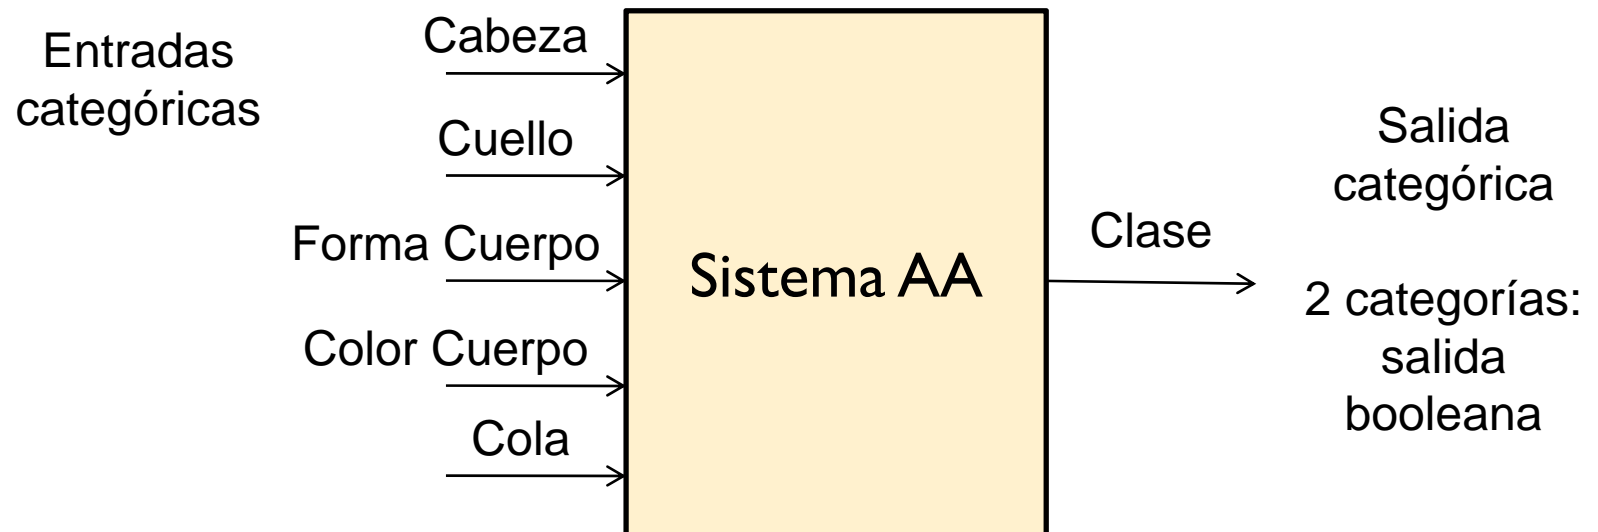 Entradas
categóricas
Cabeza
Cuello
Forma Cuerpo
Color Cuerpo
Cola
Sistema AA
Clase
Salida
categórica
2 categorías:
salida
booleana